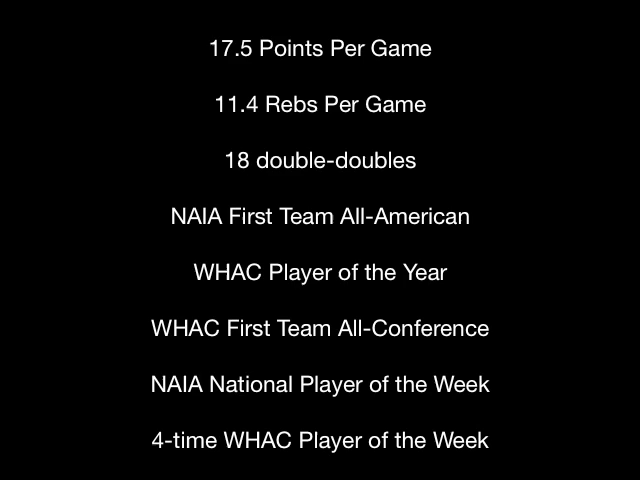 17.5 Points Per Game
11.4 Rebs Per Game
18 double-doubles
NAIA First Team All-American
WHAC Player of the Year
WHAC First Team All-Conference
NAIA National Player of the Week
4-time WHAC Player of the Week